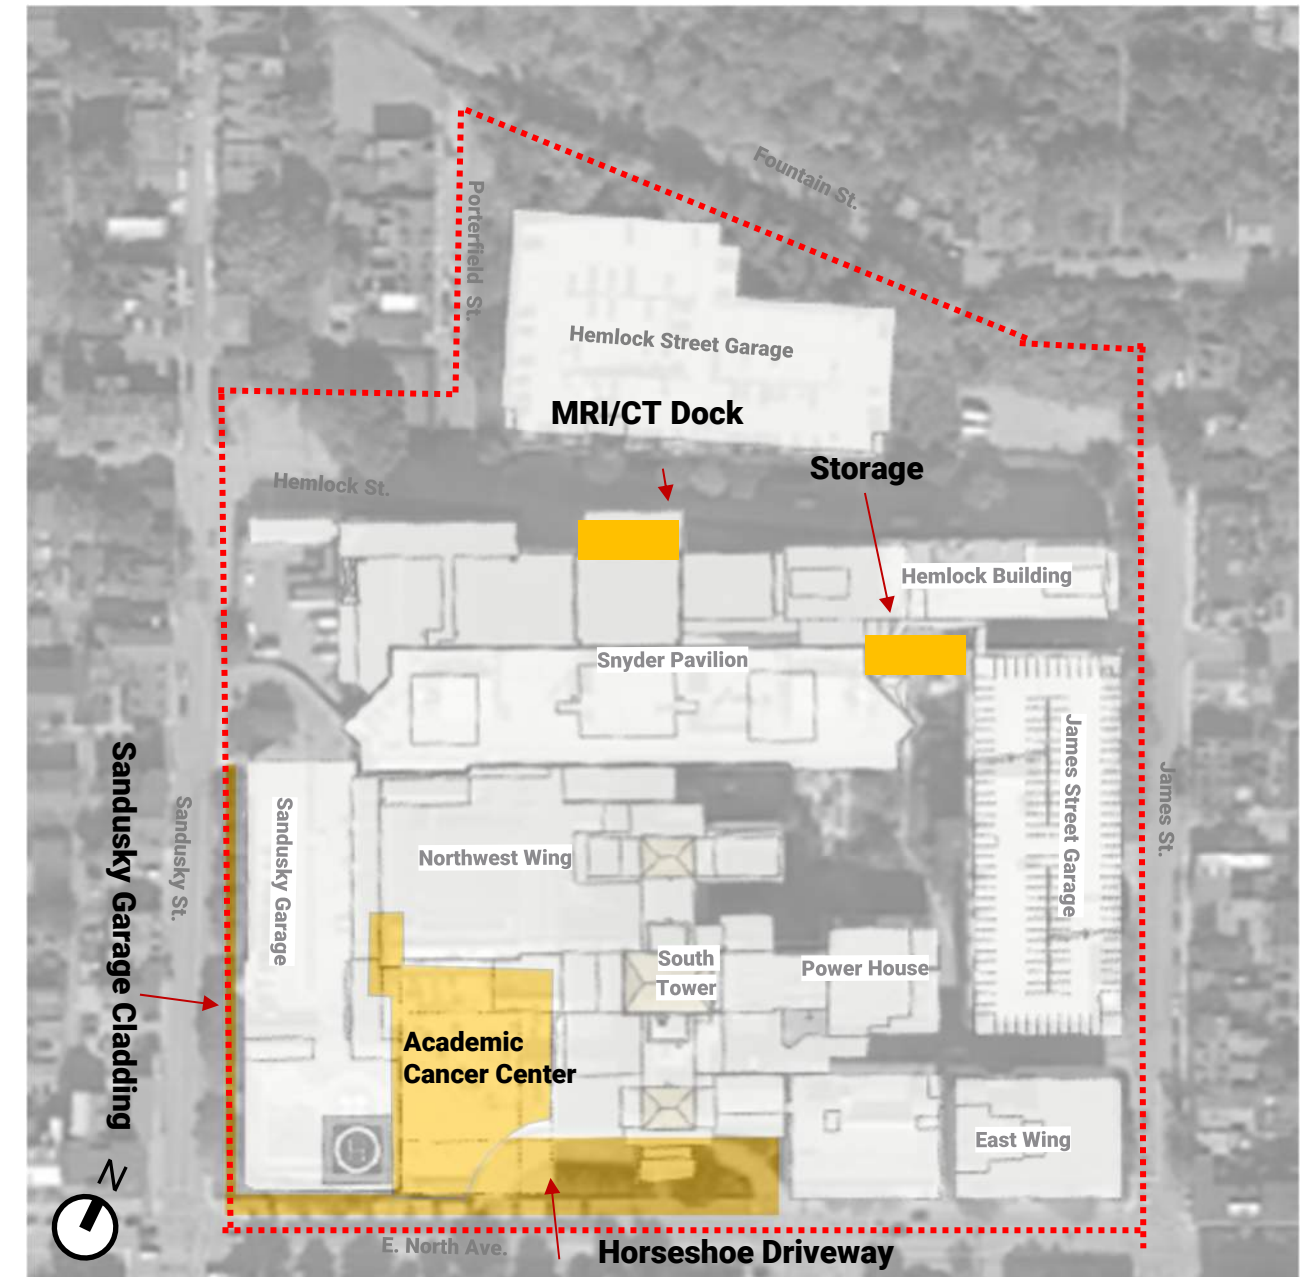 Fountain St.
Porterfield St.
Hemlock Street Garage
MRI/CT Dock
Storage
Hemlock St.
Hemlock Building
Snyder Pavilion
Sandusky Garage Cladding
Sandusky St.
Sandusky Garage
James Street Garage
James St.
Northwest Wing
South
Tower
Power House
Academic
Cancer Center
East Wing
N
E. North Ave.
Horseshoe Driveway